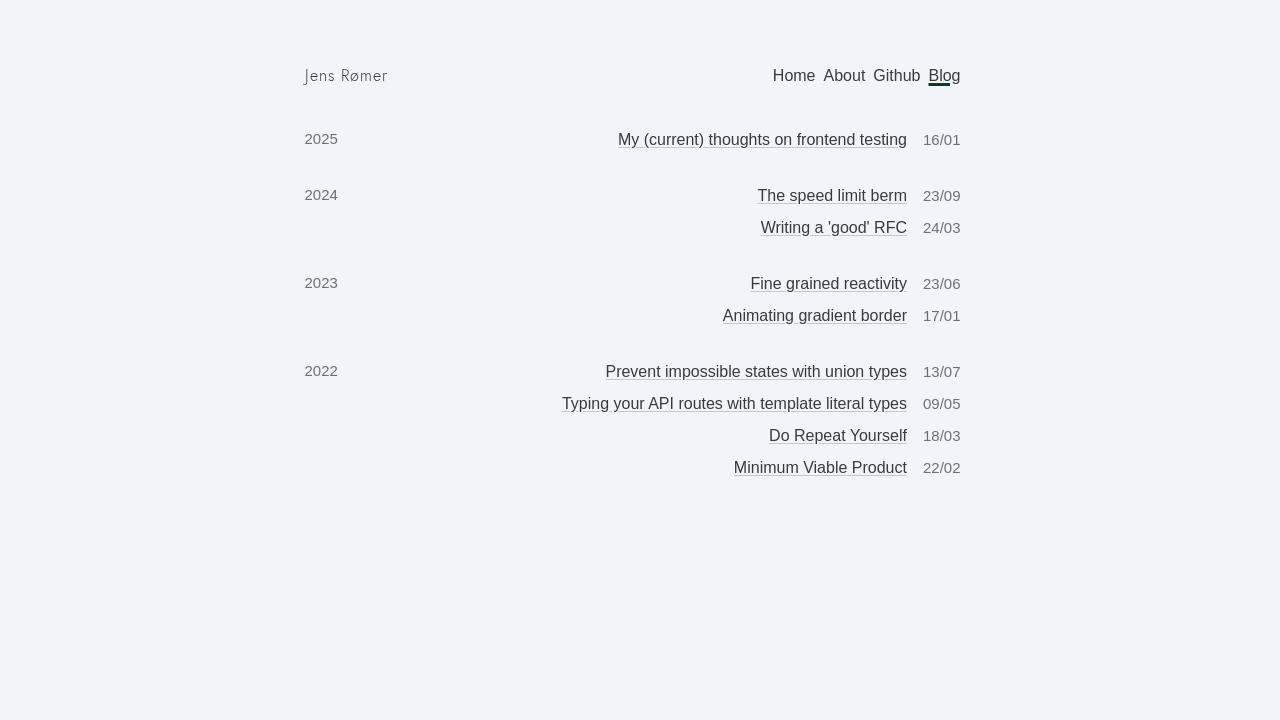 Jens Rømer Home About Github Blog
2025 My (current) thoughts on frontend testing 16/01
2024 The speed limit berm 23/09
Writing a 'good' RFC 24/03
2023 Fine grained reactivity 23/06
Animating gradient border 17/01
2022 Prevent impossible states with union types 13/07
Typing your API routes with template literal types 09/05
Do Repeat Yourself 18/03
Minimum Viable Product 22/02